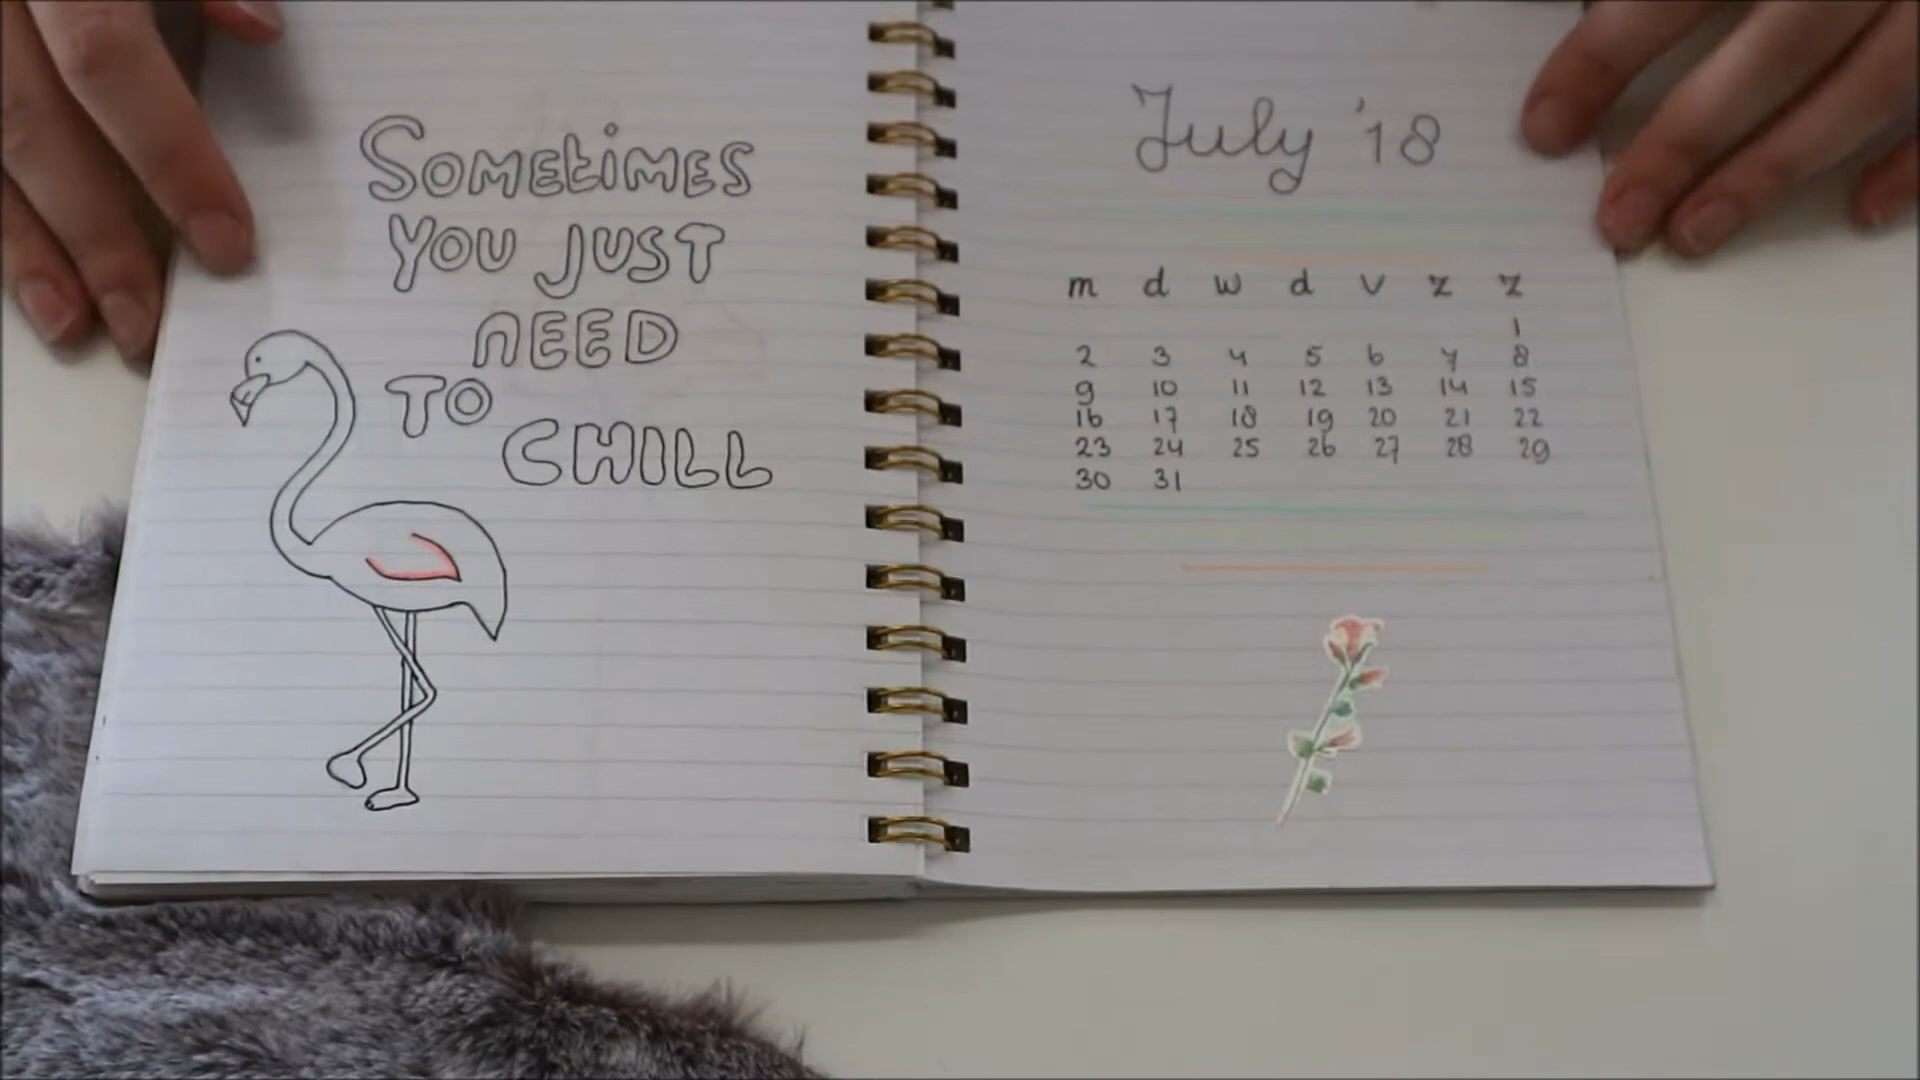 SOMEtiMES
YOU JUST
NEED
TO
CHILL
July '18
m d w d v z z
1
2 3 4 5 6 7 8
9 10 11 12 13 14 15
16 17 18 19 20 21 22
23 24 25 26 27 28 29
30 31